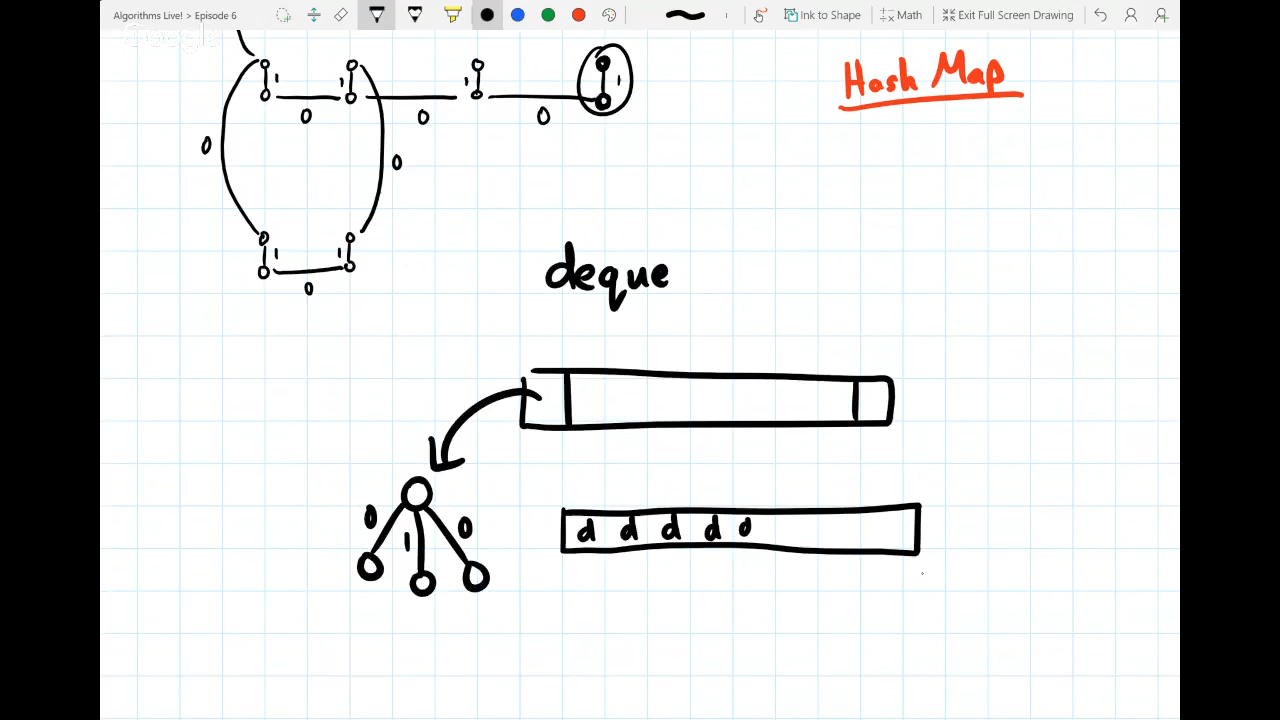 Algorithms Live! > Episode 6
Ink to Shape
Math
Exit Full Screen Drawing
Google
Hash Map
1 1 1 1
0 0 0
0 0
1 1
0
deque
0 1 0
d d d d